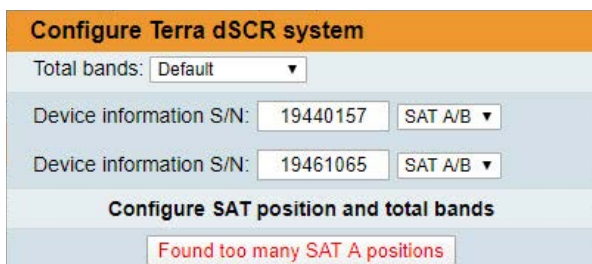 Configure Terra dSCR system
Total bands: Default
Device information S/N: 19440157 SAT A/B
Device information S/N: 19461065 SAT A/B
Configure SAT position and total bands
Found too many SAT A positions